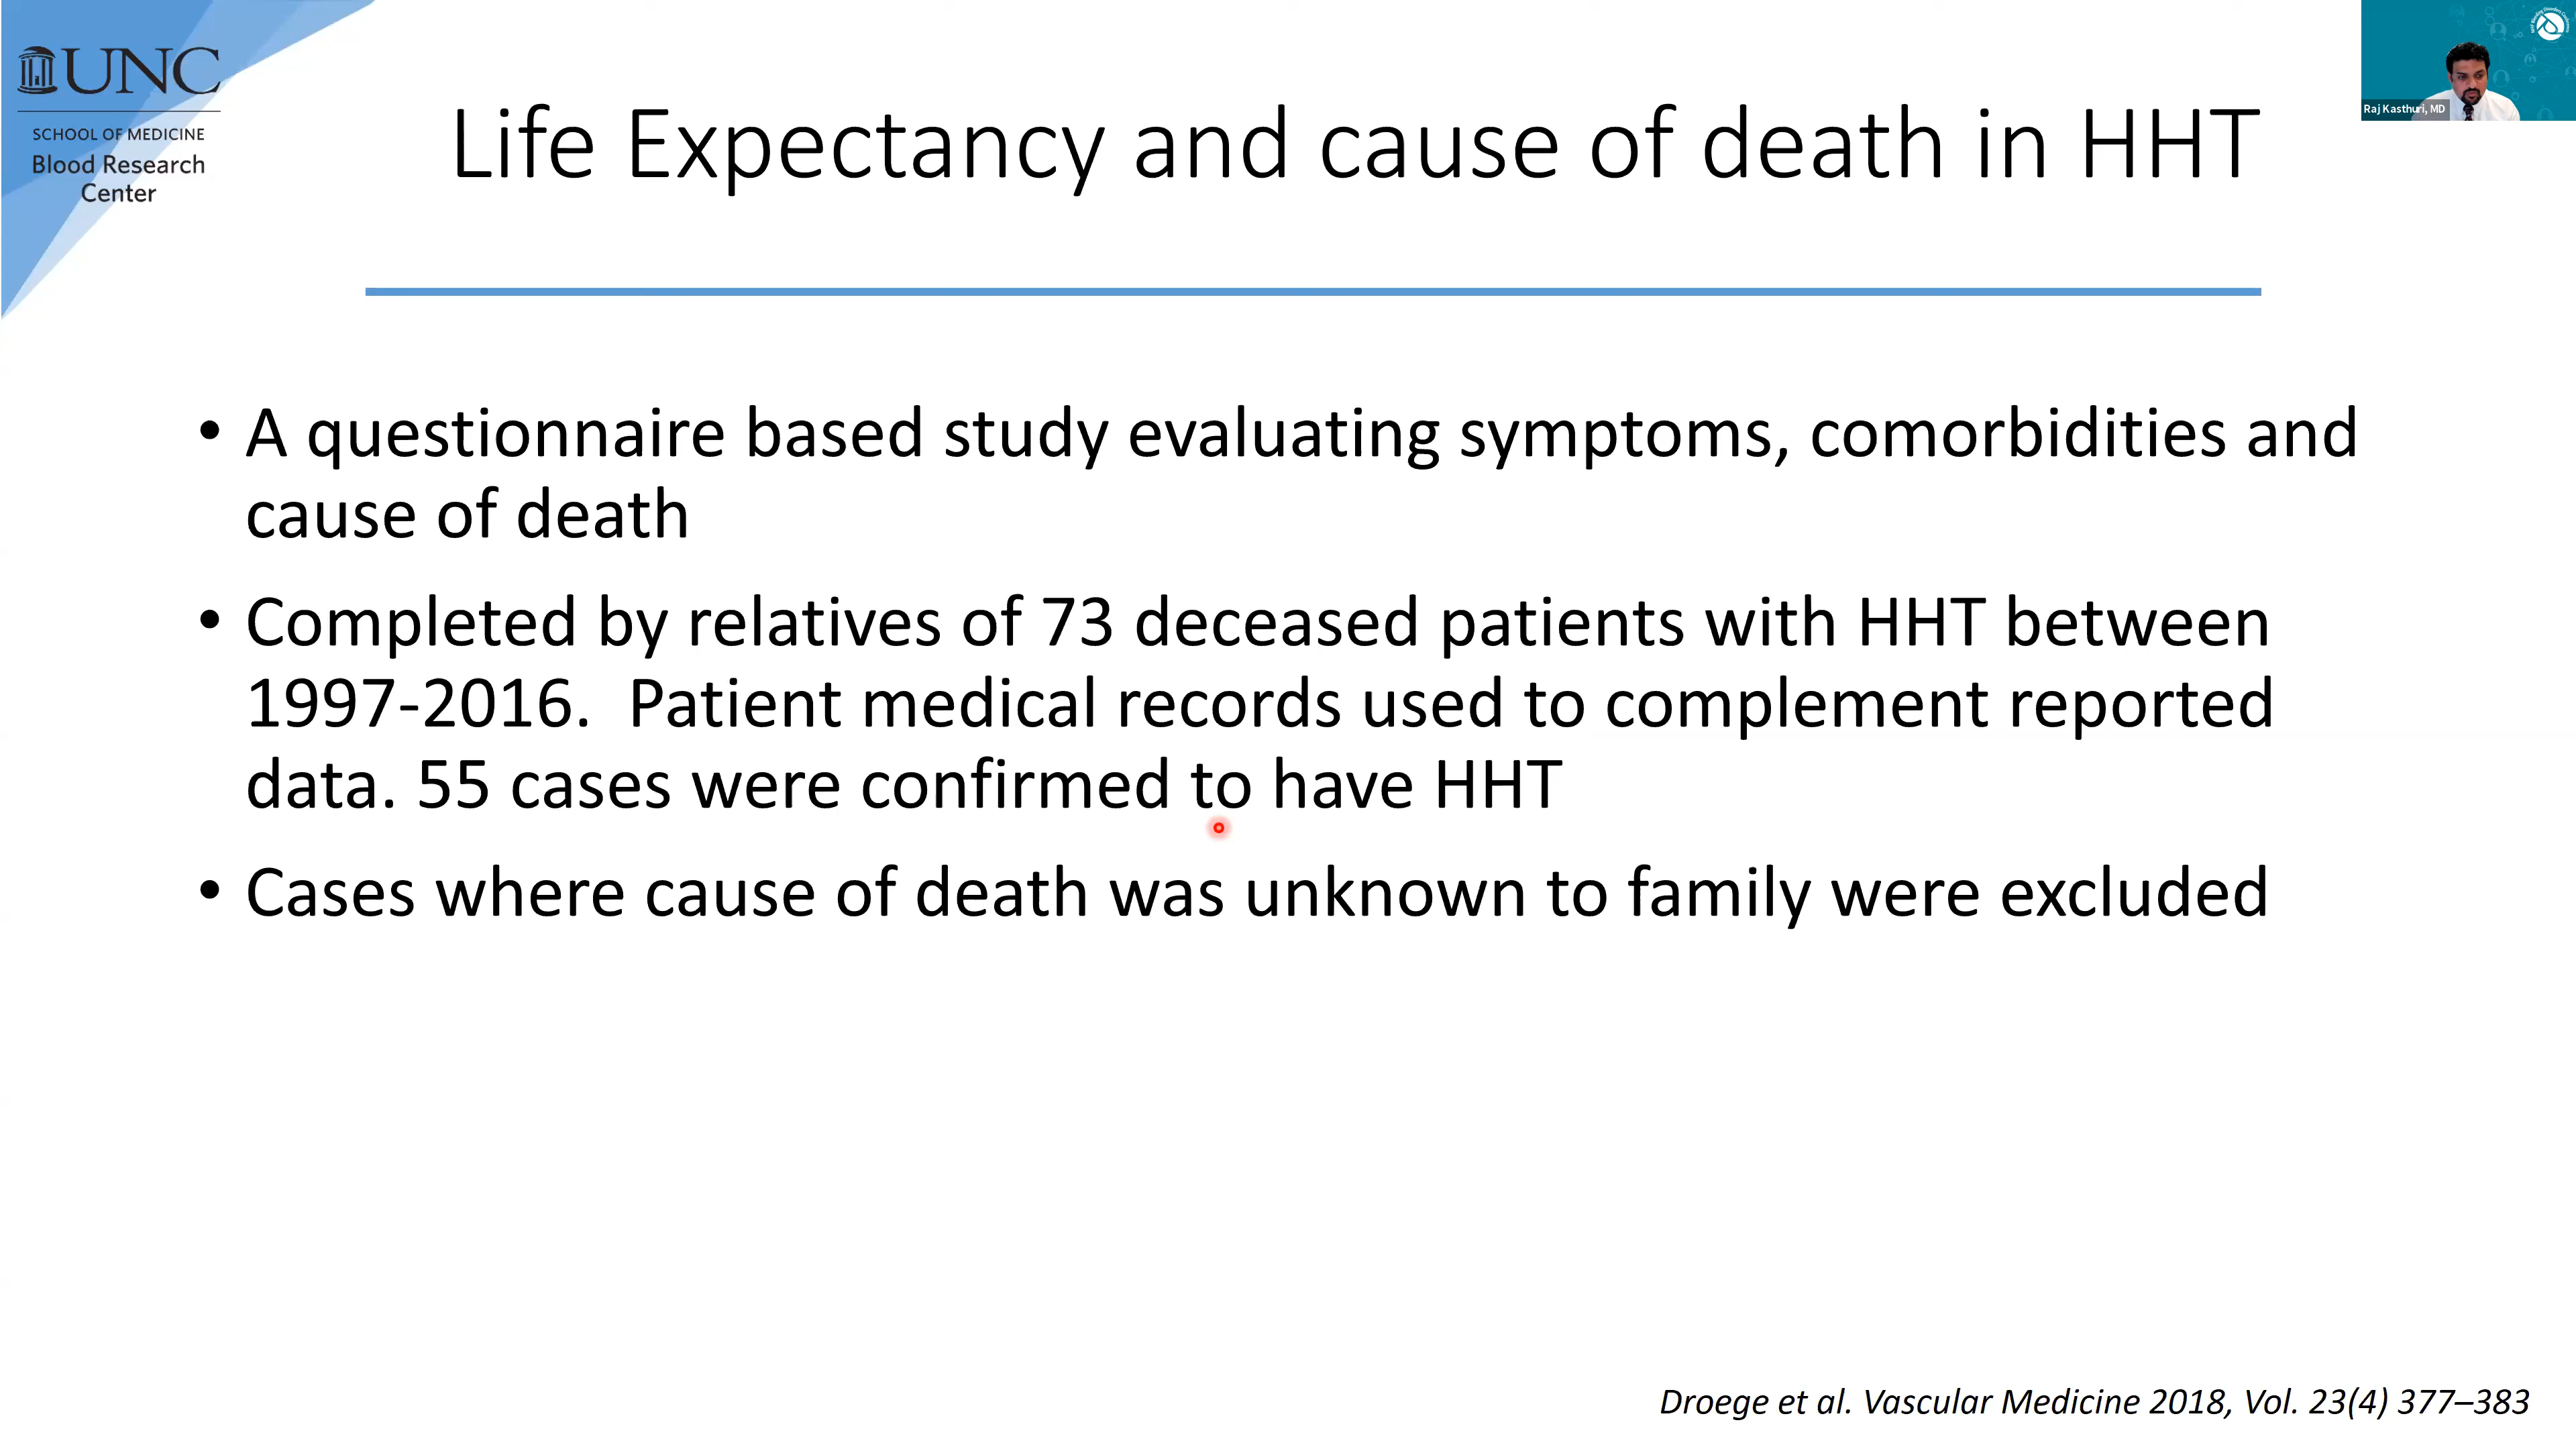 UNC
SCHOOL OF MEDICINE
Blood Research
Center
Life Expectancy and cause of death in HHT
Raj Kasthuri, MD
• A questionnaire based study evaluating symptoms, comorbidities and
cause of death
• Completed by relatives of 73 deceased patients with HHT between
1997-2016.  Patient medical records used to complement reported
data. 55 cases were confirmed to have HHT
• Cases where cause of death was unknown to family were excluded
Droege et al. Vascular Medicine 2018, Vol. 23(4) 377–383